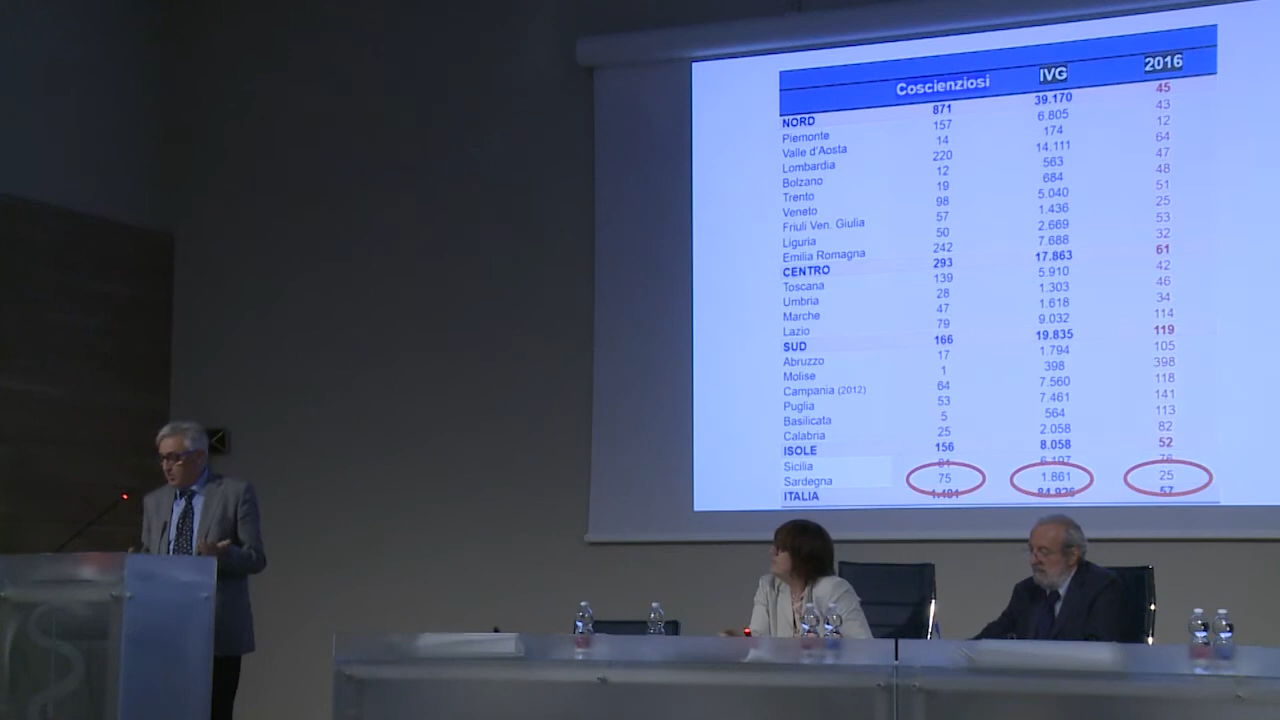 Coscienziosi IVG 2016
NORD 871 39.170 45
Piemonte 157 6.805 43
Valle d'Aosta 14 174 12
Lombardia 220 14.111 64
Bolzano 12 563 47
Trento 19 684 48
Veneto 98 5.040 51
Friuli Ven. Giulia 57 1.436 25
Liguria 50 2.669 53
Emilia Romagna 242 7.688 32
CENTRO 293 17.863 61
Toscana 139 5.910 42
Umbria 28 1.303 46
Marche 47 1.618 34
Lazio 79 9.032 114
SUD 166 19.835 119
Abruzzo 17 1.794 105
Molise 1 398 398
Campania (2012) 64 7.560 118
Puglia 53 7.461 141
Basilicata 5 564 113
Calabria 25 2.058 82
ISOLE 156 8.058 52
Sicilia 81 6.197 76
Sardegna 75 1.861 25
ITALIA 84.926 57